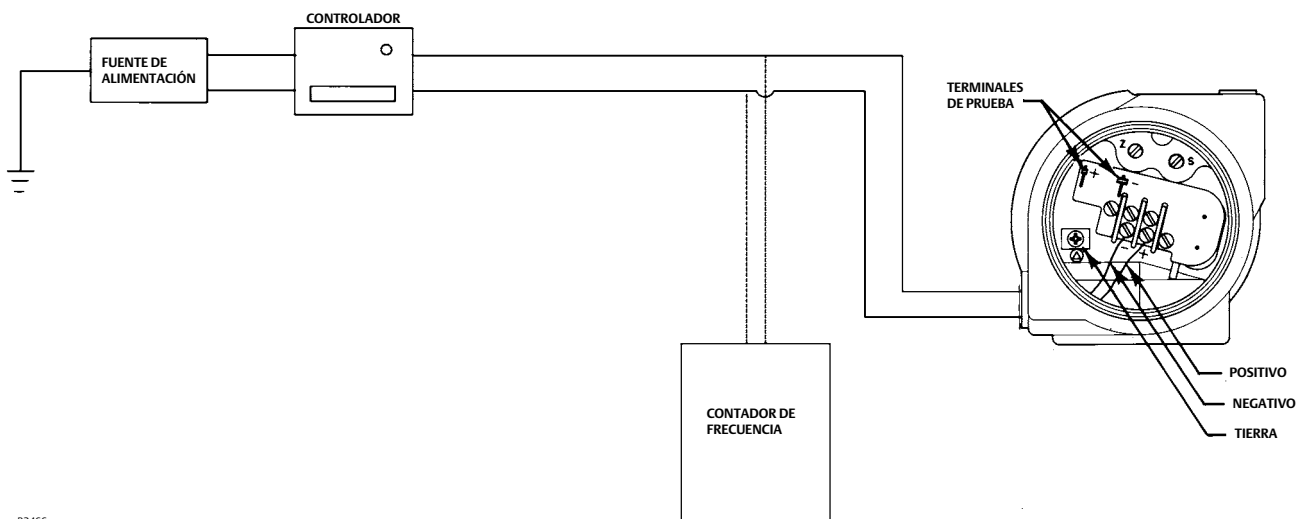 CONTROLADOR
FUENTE DE
ALIMENTACIÓN
TERMINALES
DE PRUEBA
Z
S
+
-
- +
POSITIVO
NEGATIVO
TIERRA
CONTADOR DE
FRECUENCIA